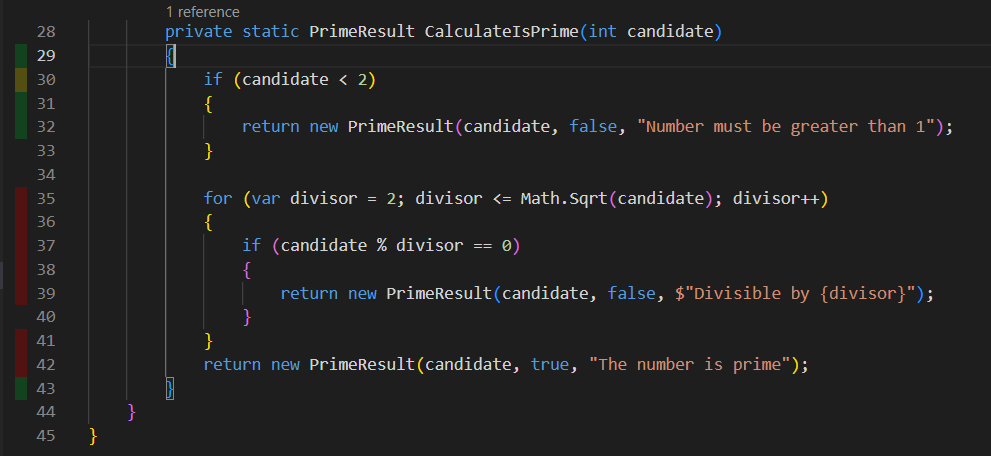 1 reference
28 private static PrimeResult CalculateIsPrime(int candidate)
29 {
30 if (candidate < 2)
31 {
32 return new PrimeResult(candidate, false, "Number must be greater than 1");
33 }
34
35 for (var divisor = 2; divisor <= Math.Sqrt(candidate); divisor++)
36 {
37 if (candidate % divisor == 0)
38 {
39 return new PrimeResult(candidate, false, $"Divisible by {divisor}");
40 }
41 }
42 return new PrimeResult(candidate, true, "The number is prime");
43 }
44 }
45 }